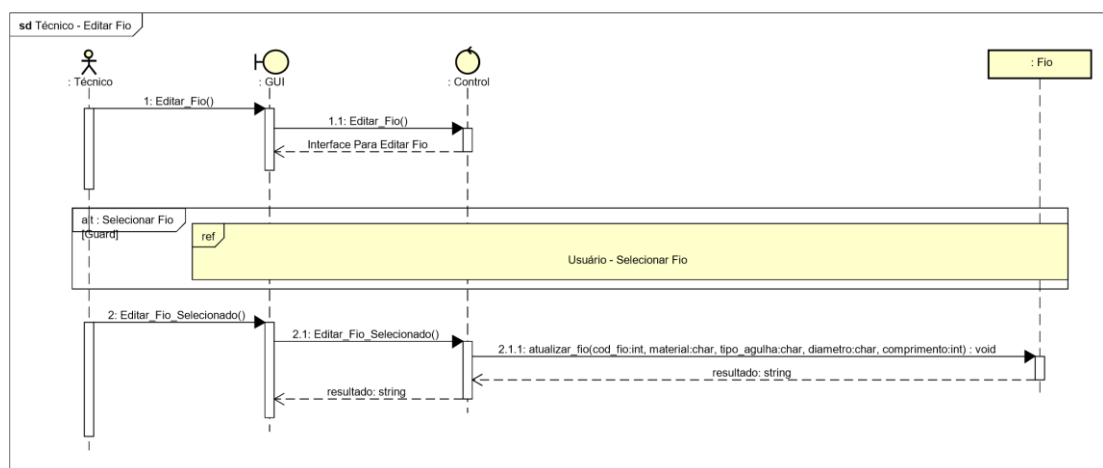 sd Técnico - Editar Fio
: Técnico
: GUI
: Control
: Fio
1: Editar_Fio()
1.1: Editar_Fio()
Interface Para Editar Fio
alt : Selecionar Fio
[Guard]
ref
Usuário - Selecionar Fio
2: Editar_Fio_Selecionado()
2.1: Editar_Fio_Selecionado()
2.1.1: atualizar_fio(cod_fio:int, material:char, tipo_agulha:char, diametro:char, comprimento:int) : void
resultado: string
resultado: string